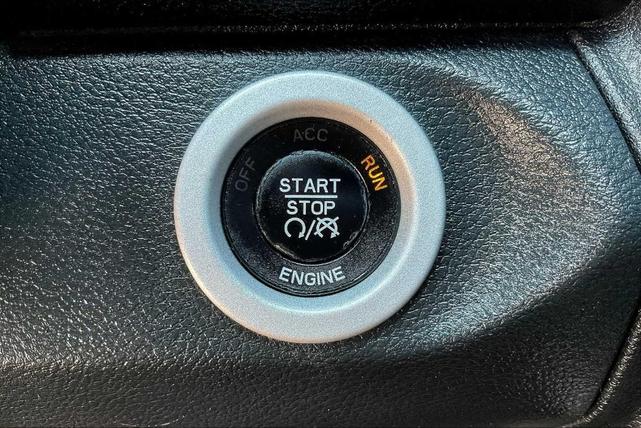 ACC
OFF
RUN
START
STOP
ENGINE